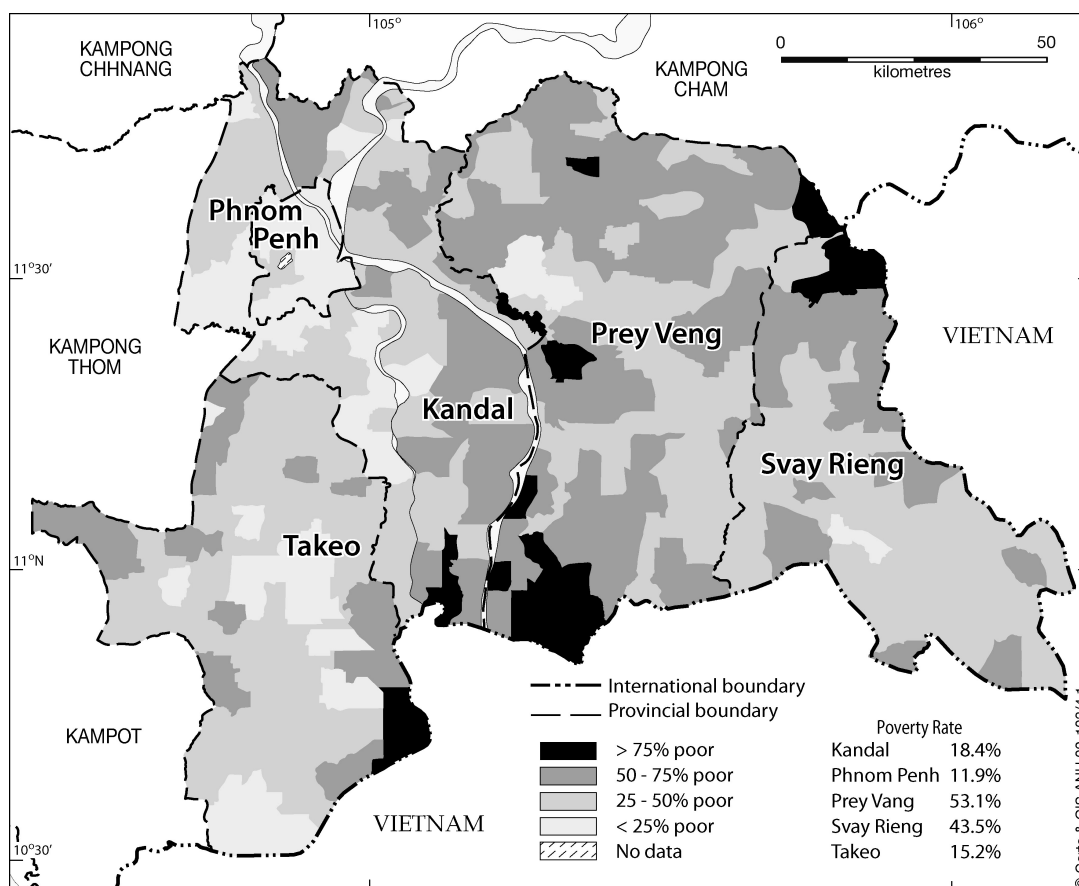 105°
106°
KAMPONG
CHHNANG
0
50
kilometres
KAMPONG
CHAM
Phnom
Penh
11°30′
Prey Veng
VIETNAM
KAMPONG
THOM
Kandal
Svay Rieng
Takeo
11°N
International boundary
Provincial boundary
KAMPOT
Poverty Rate
> 75% poor
Kandal 18.4%
50 - 75% poor
Phnom Penh 11.9%
25 - 50% poor
Prey Vang 53.1%
VIETNAM
< 25% poor
Svay Rieng 43.5%
No data
Takeo 15.2%
10°30′